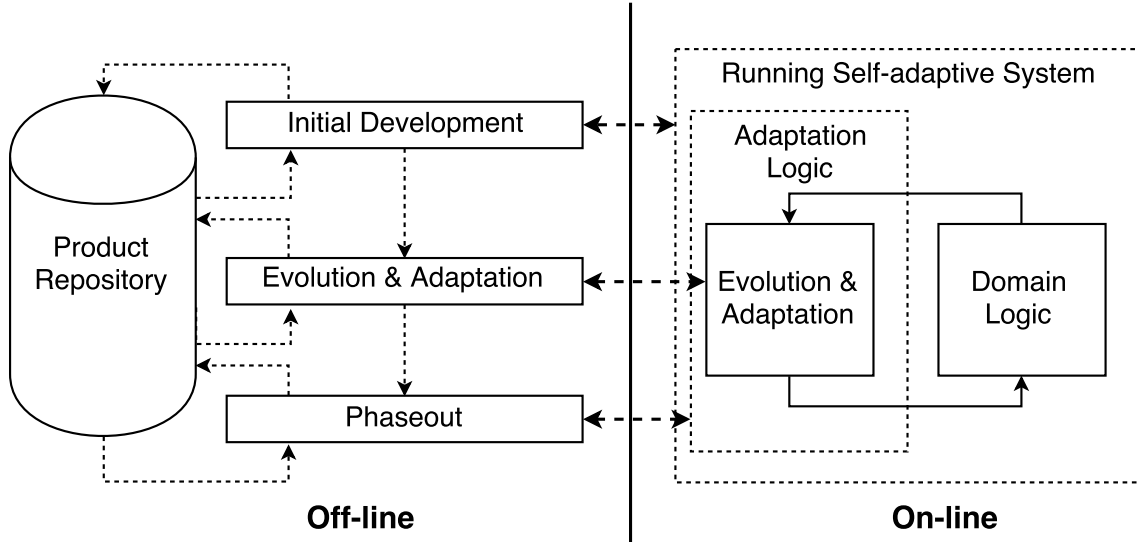 Running Self-adaptive System
Initial Development
Adaptation
Logic
Product
Repository
Evolution & Adaptation
Evolution &
Adaptation
Domain
Logic
Phaseout
Off-line
On-line